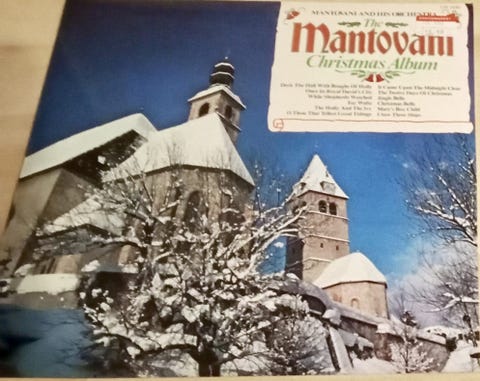 MANTOVANI AND HIS ORCHESTRA
The
Mantovani
Christmas Album
Deck The Hall With Boughs Of Holly
Once In Royal David's City
While Shepherds Watched
Toy Waltz
The Holly And The Ivy
O Thou That Tellest Good Tidings
It Came Upon The Midnight Clear
The Twelve Days Of Christmas
Jingle Bells
Christmas Bells
Mary's Boy Child
I Saw Three Ships